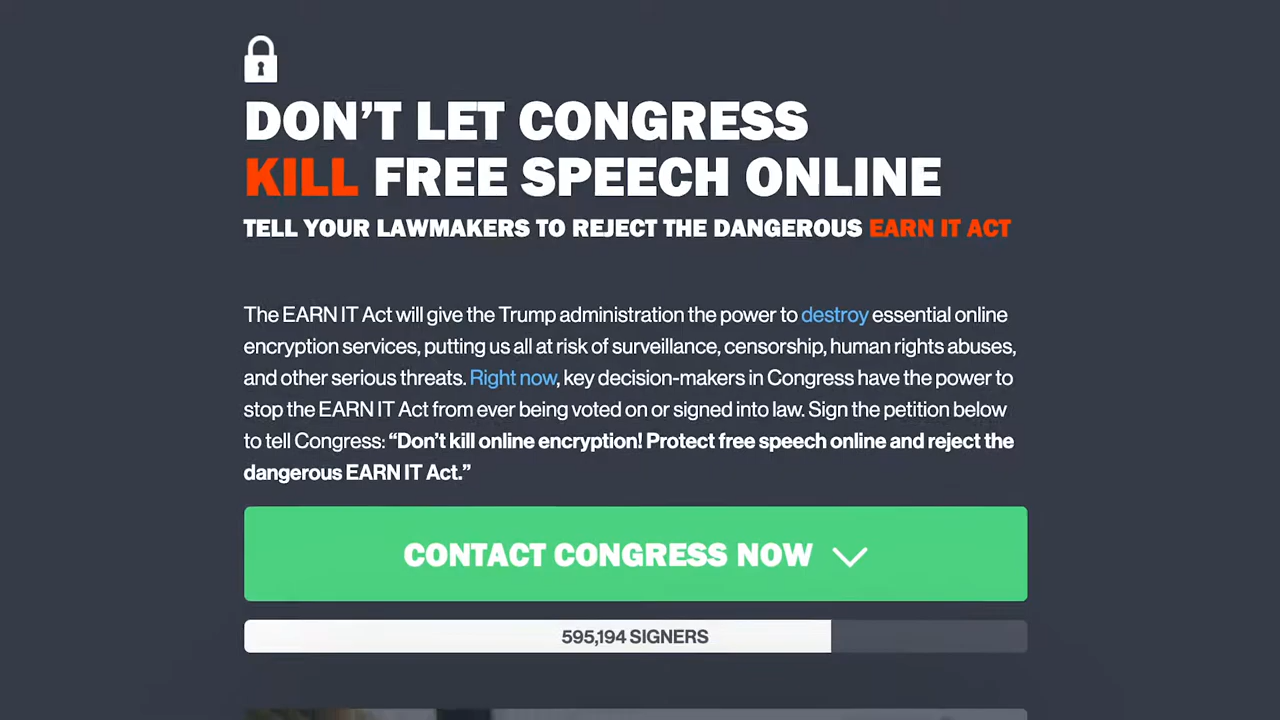 DON’T LET CONGRESS
KILL FREE SPEECH ONLINE
TELL YOUR LAWMAKERS TO REJECT THE DANGEROUS EARN IT ACT
The EARN IT Act will give the Trump administration the power to destroy essential online
encryption services, putting us all at risk of surveillance, censorship, human rights abuses,
and other serious threats. Right now, key decision-makers in Congress have the power to
stop the EARN IT Act from ever being voted on or signed into law. Sign the petition below
to tell Congress: “Don’t kill online encryption! Protect free speech online and reject the
dangerous EARN IT Act.”
CONTACT CONGRESS NOW
595,194 SIGNERS